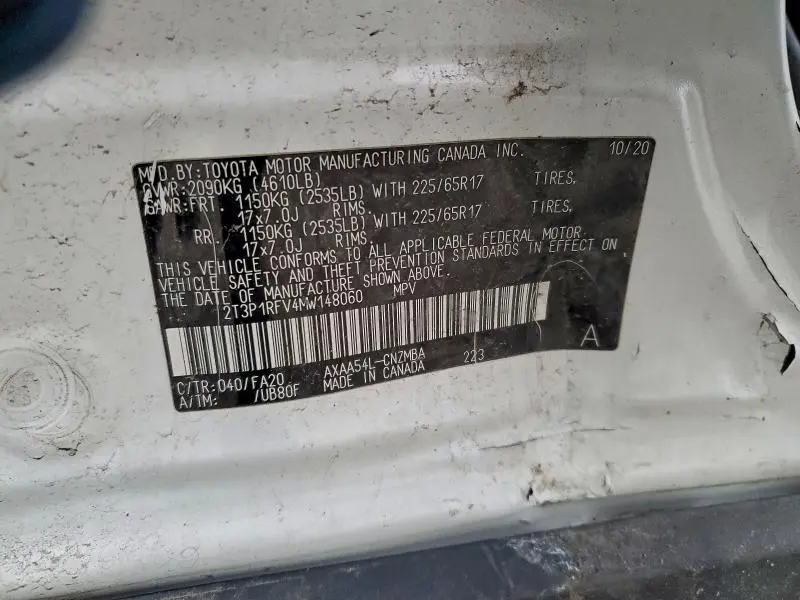 MFD.BY:TOYOTA MOTOR MANUFACTURING CANADA INC. 10/20
GVWR:2090KG (4610LB)
GAWR:FRT. 1150KG (2535LB) WITH 225/65R17 TIRES,
17x7.0J RIMS.
RR. 1150KG (2535LB) WITH 225/65R17 TIRES,
17x7.0J RIMS.
THIS VEHICLE CONFORMS TO ALL APPLICABLE FEDERAL MOTOR
VEHICLE SAFETY AND THEFT PREVENTION STANDARDS IN EFFECT ON
THE DATE OF MANUFACTURE SHOWN ABOVE.
2T3P1RFV4MW148060 MPV
A
C/TR:040/FA20 AXAA54L-CNZMBA 223
A/TM: /UB80F MADE IN CANADA